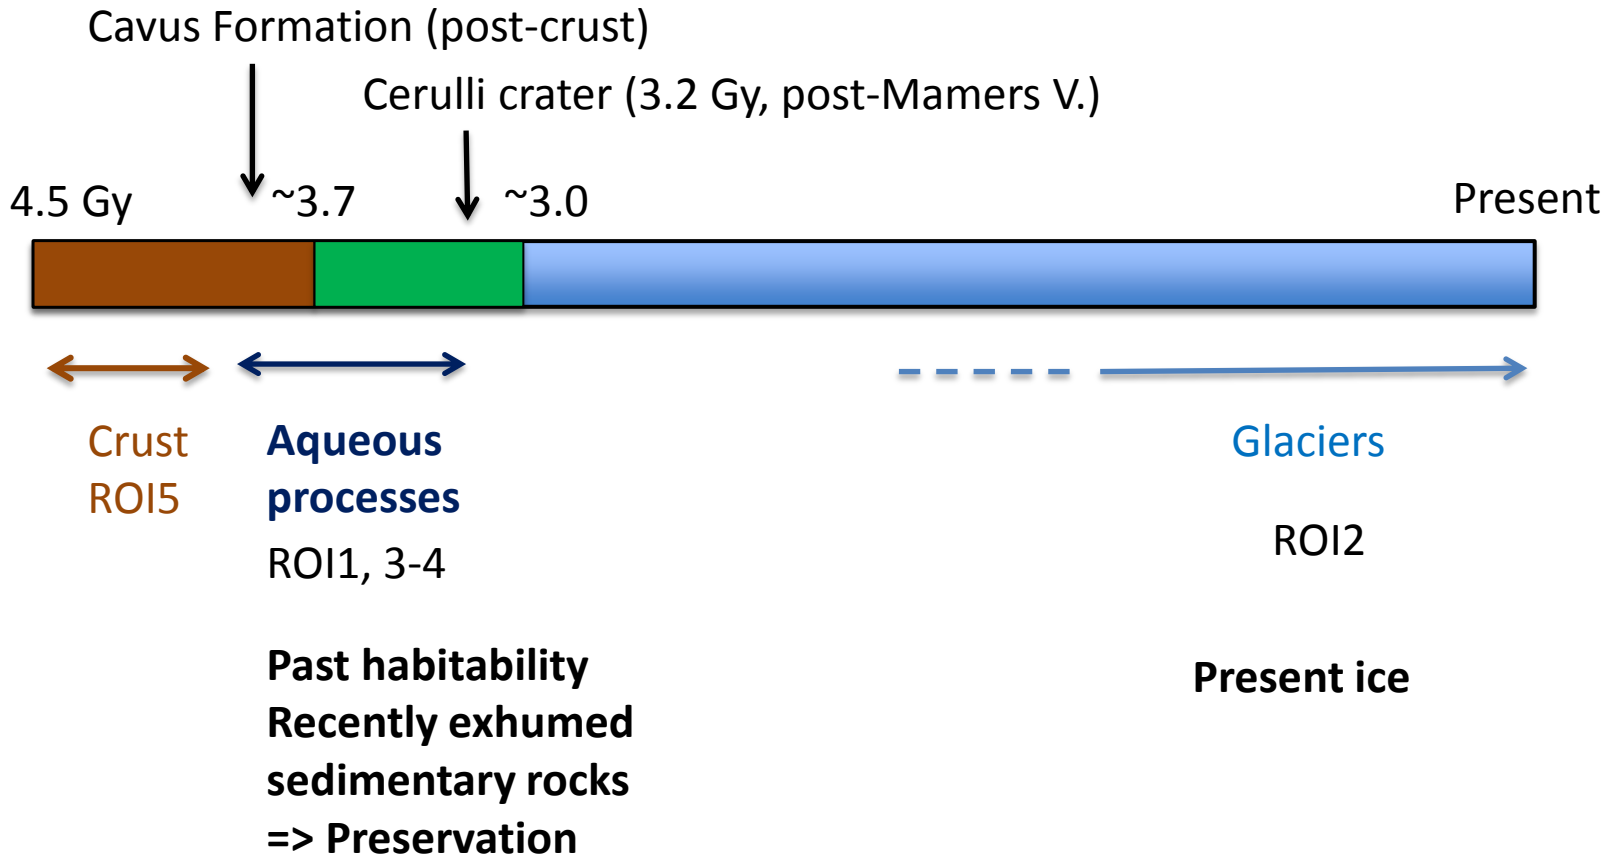 Cavus Formation (post-crust)
Cerulli crater (3.2 Gy, post-Mamers V.)
4.5 Gy
~3.7
~3.0
Present
Crust
ROI5
Aqueous
processes
ROI1, 3-4
Past habitability
Recently exhumed
sedimentary rocks
=> Preservation
Glaciers
ROI2
Present ice